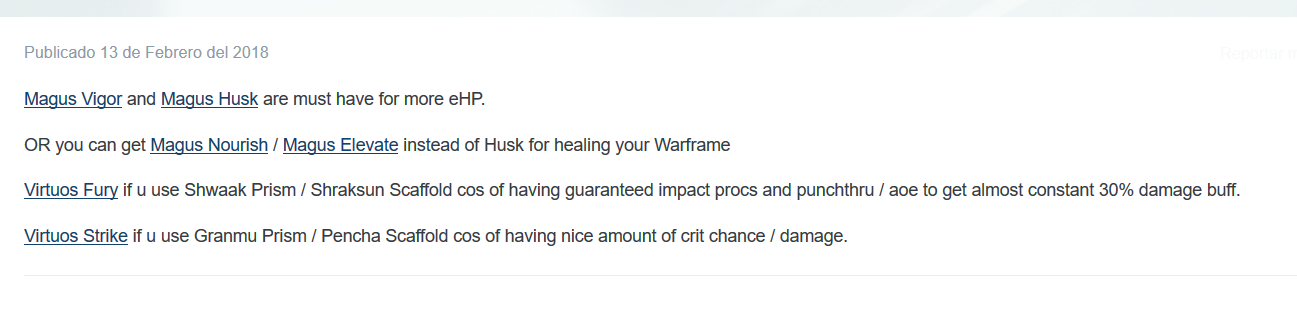 Publicado 13 de Febrero del 2018
Magus Vigor and Magus Husk are must have for more eHP.
OR you can get Magus Nourish / Magus Elevate instead of Husk for healing your Warframe
Virtuos Fury if u use Shwaak Prism / Shraksun Scaffold cos of having guaranteed impact procs and punchthru / aoe to get almost constant 30% damage buff.
Virtuos Strike if u use Granmu Prism / Pencha Scaffold cos of having nice amount of crit chance / damage.